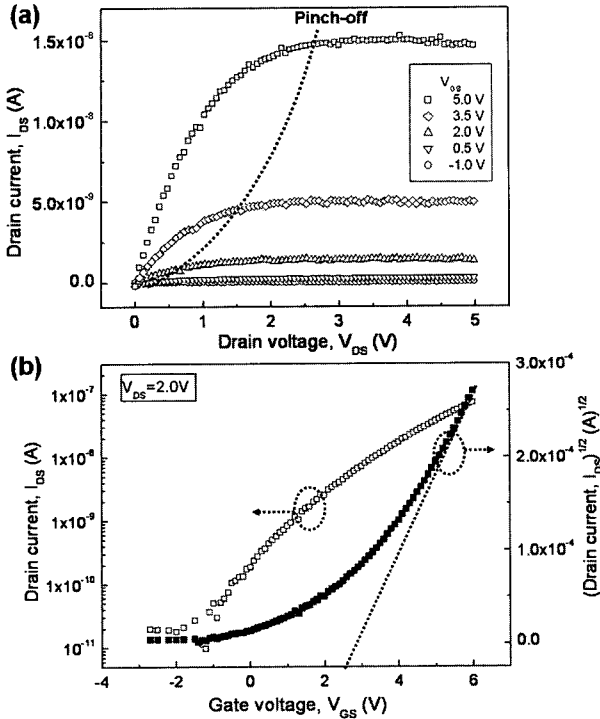 (a)
Pinch-off
Drain current, I_DS (A)
1.5x10^-8
1.0x10^-8
5.0x10^-9
0.0
5.0 V
3.5 V
2.0 V
0.5 V
-1.0 V
0 1 2 3 4 5
Drain voltage, V_DS (V)
(b)
V_DS=2.0V
Drain current, I_DS (A)
1x10^-7
1x10^-8
1x10^-9
1x10^-10
1x10^-11
3.0x10^-4
2.0x10^-4
1.0x10^-4
0.0
(Drain current, I_DS)^1/2 (A)^1/2
-4 -2 0 2 4 6
Gate voltage, V_GS (V)